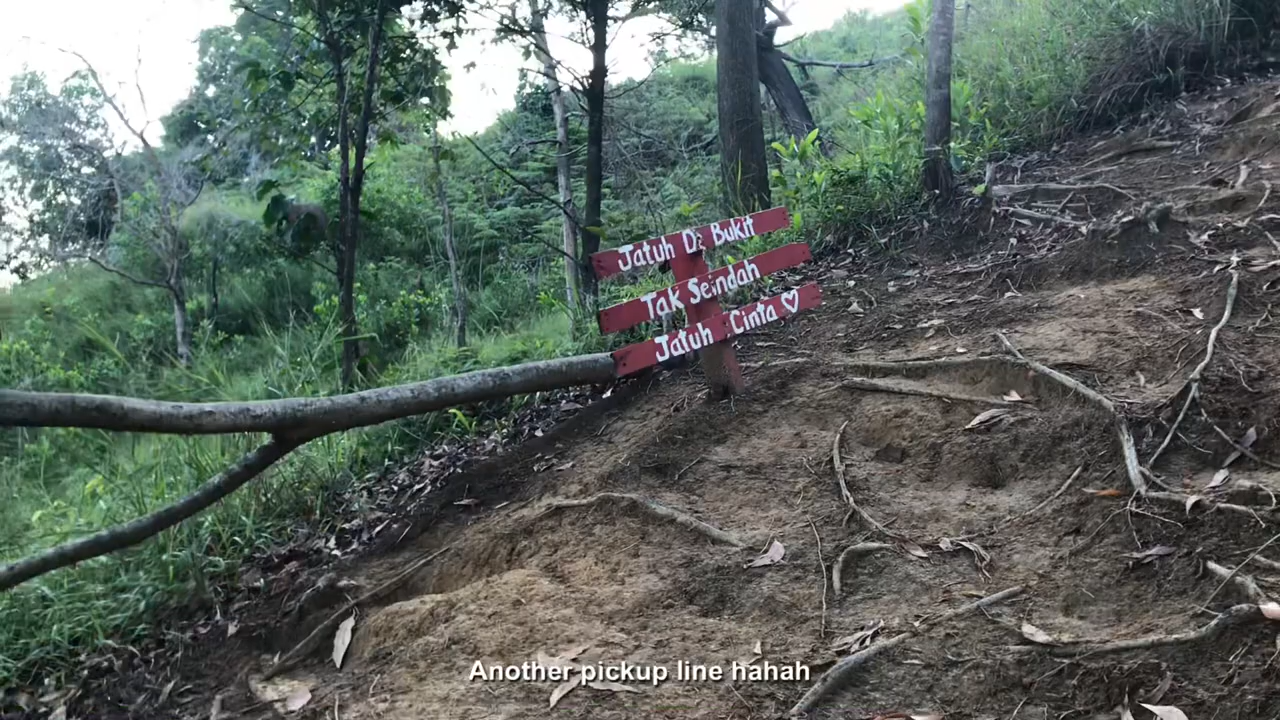 Jatuh Di Bukit
Tak Seindah
Jatuh Cinta ♡
Another pickup line hahah